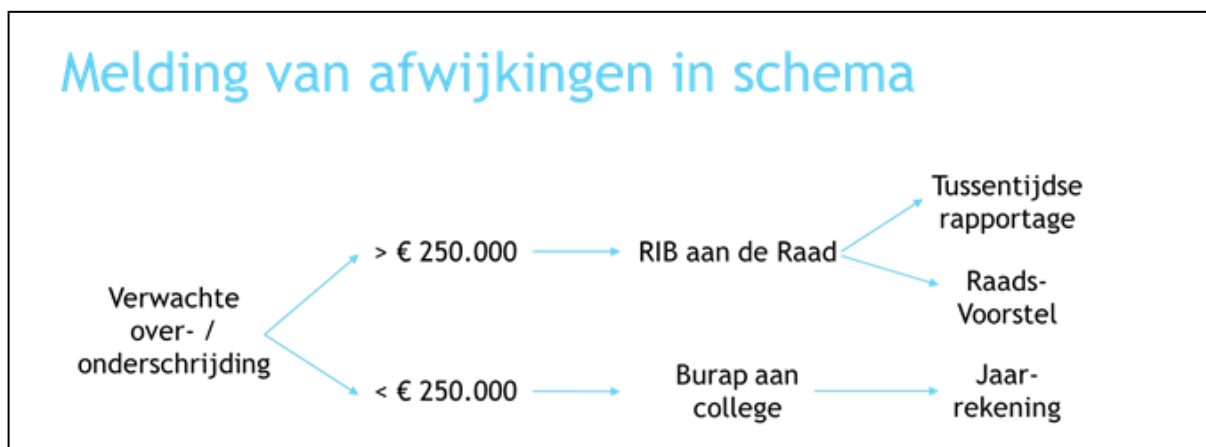 Melding van afwijkingen in schema
Tussentijdse
rapportage
> € 250.000
RIB aan de Raad
Raads-
Voorstel
Verwachte
over- /
onderschrijding
< € 250.000
Burap aan
college
Jaar-
rekening